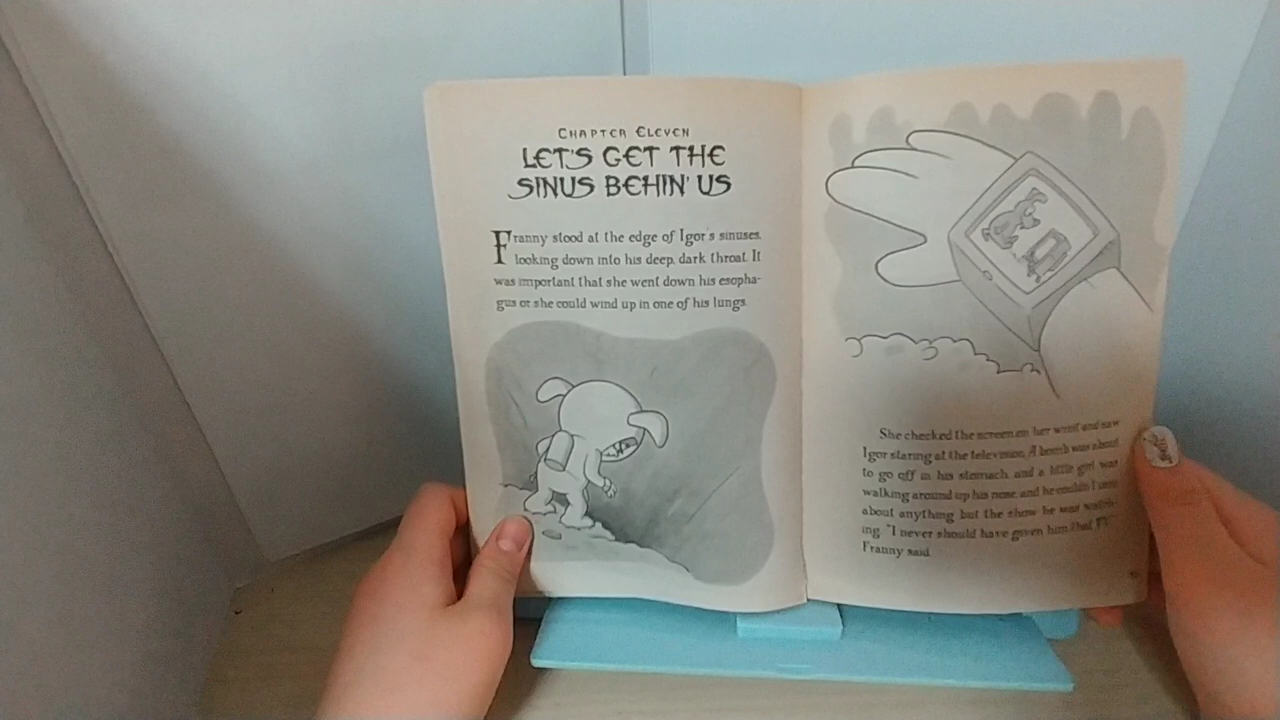 CHAPTER ELEVEN
LET'S GET THE
SINUS BEHIN' US
Franny stood at the edge of Igor's sinuses,
looking down into his deep, dark throat. It
was important that she went down his esopha-
gus or she could wind up in one of his lungs.
She checked the screen on her wrist and saw
Igor staring at the television. A bomb was about
to go off in his stomach and a little girl was
walking around up his nose, and he couldn't care
about anything but the show he was watch-
ing. "I never should have given him that TV,"
Franny said.